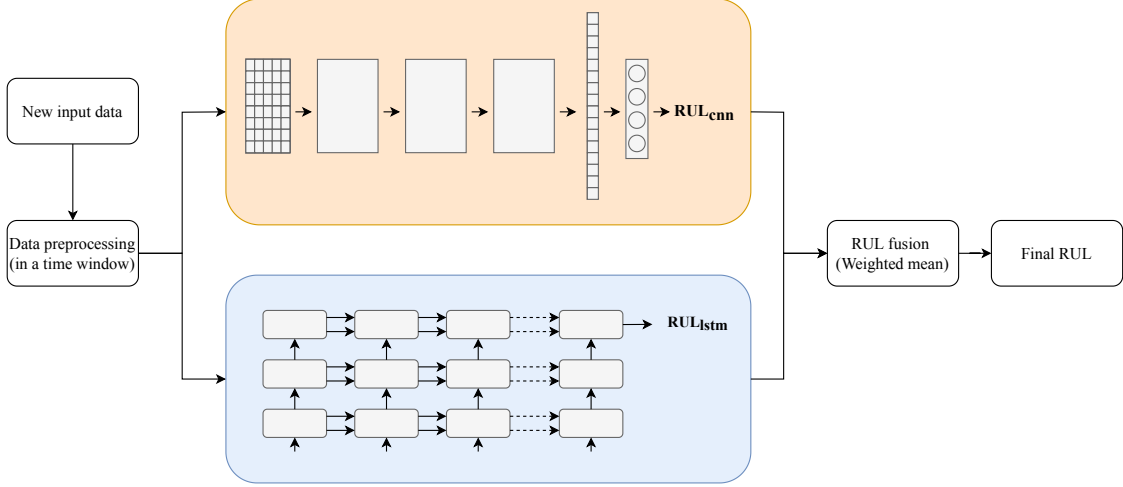 New input data
Data preprocessing
(in a time window)
RULcnn
RULlstm
RUL fusion
(Weighted mean)
Final RUL